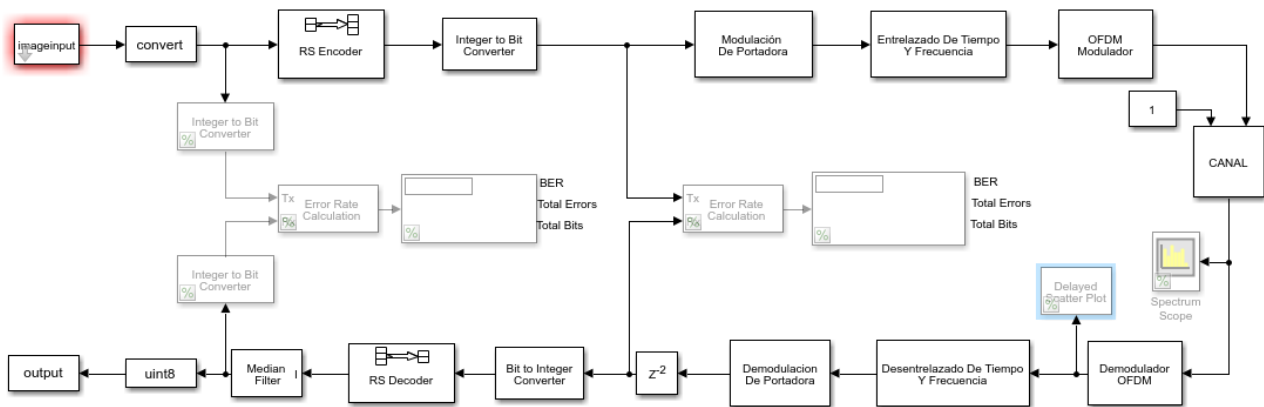 imageinput
convert
RS Encoder
Integer to Bit
Converter
Modulación
De Portadora
Entrelazado De Tiempo
Y Frecuencia
OFDM
Modulador
1
CANAL
Integer to Bit
Converter
Tx
Error Rate
Calculation
BER
Total Errors
Total Bits
Tx
Error Rate
Calculation
BER
Total Errors
Total Bits
Integer to Bit
Converter
Delayed
Scatter Plot
Spectrum
Scope
output
uint8
Median
Filter
I
RS Decoder
Bit to Integer
Converter
Z-2
Demodulacion
De Portadora
Desentrelazado De Tiempo
Y Frecuencia
Demodulador
OFDM